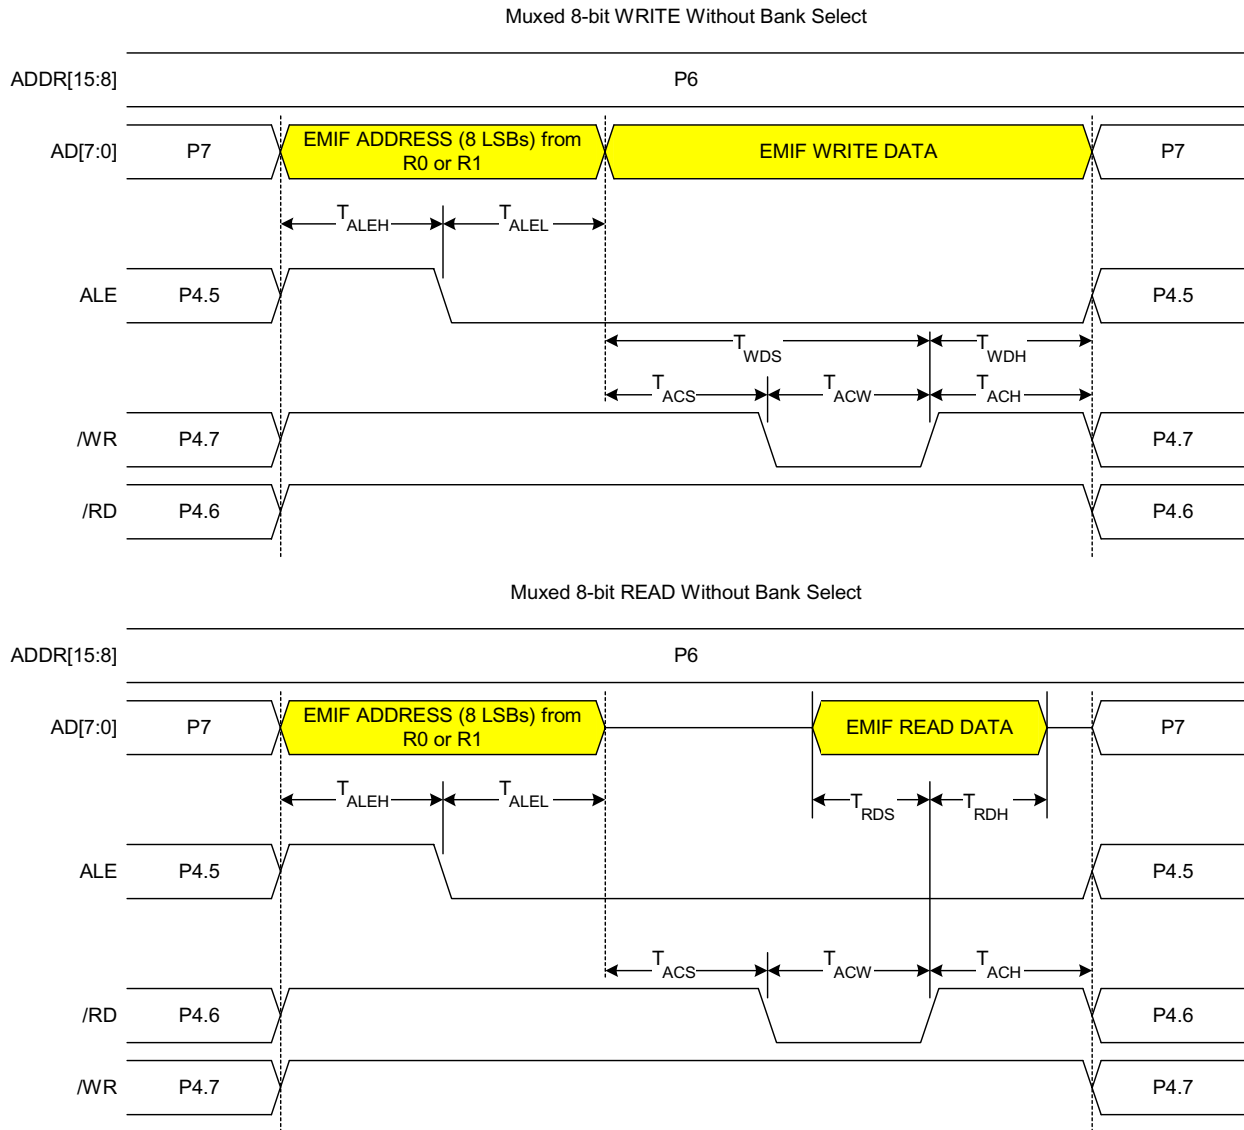 Muxed 8-bit WRITE Without Bank Select
ADDR[15:8] P6
AD[7:0] P7 EMIF ADDRESS (8 LSBs) from R0 or R1 EMIF WRITE DATA P7
TALEH TALEL
ALE P4.5 P4.5
TWDS TWDH
TACS TACW TACH
/WR P4.7 P4.7
/RD P4.6 P4.6
Muxed 8-bit READ Without Bank Select
ADDR[15:8] P6
AD[7:0] P7 EMIF ADDRESS (8 LSBs) from R0 or R1 EMIF READ DATA P7
TALEH TALEL TRDS TRDH
ALE P4.5 P4.5
TACS TACW TACH
/RD P4.6 P4.6
/WR P4.7 P4.7